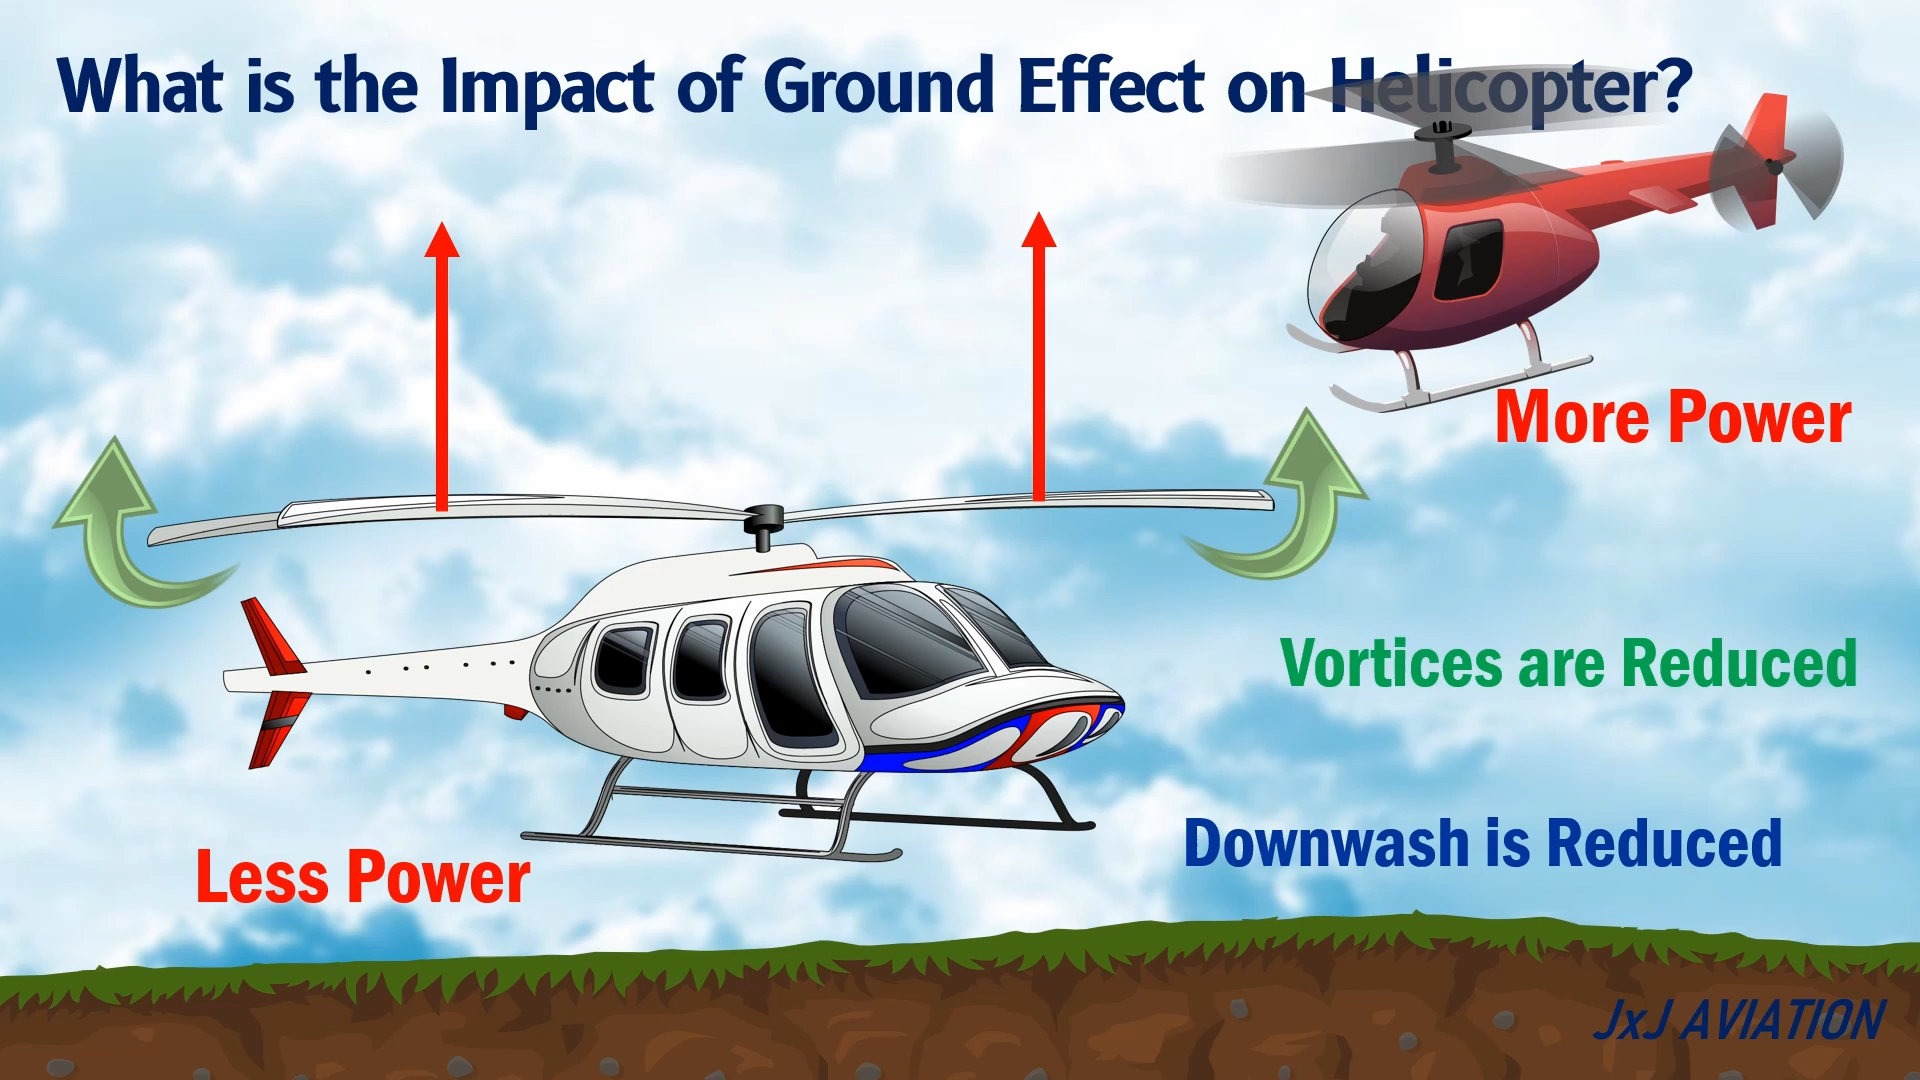 What is the Impact of Ground Effect on Helicopter?
More Power
Vortices are Reduced
Downwash is Reduced
Less Power
JxJ AVIATION